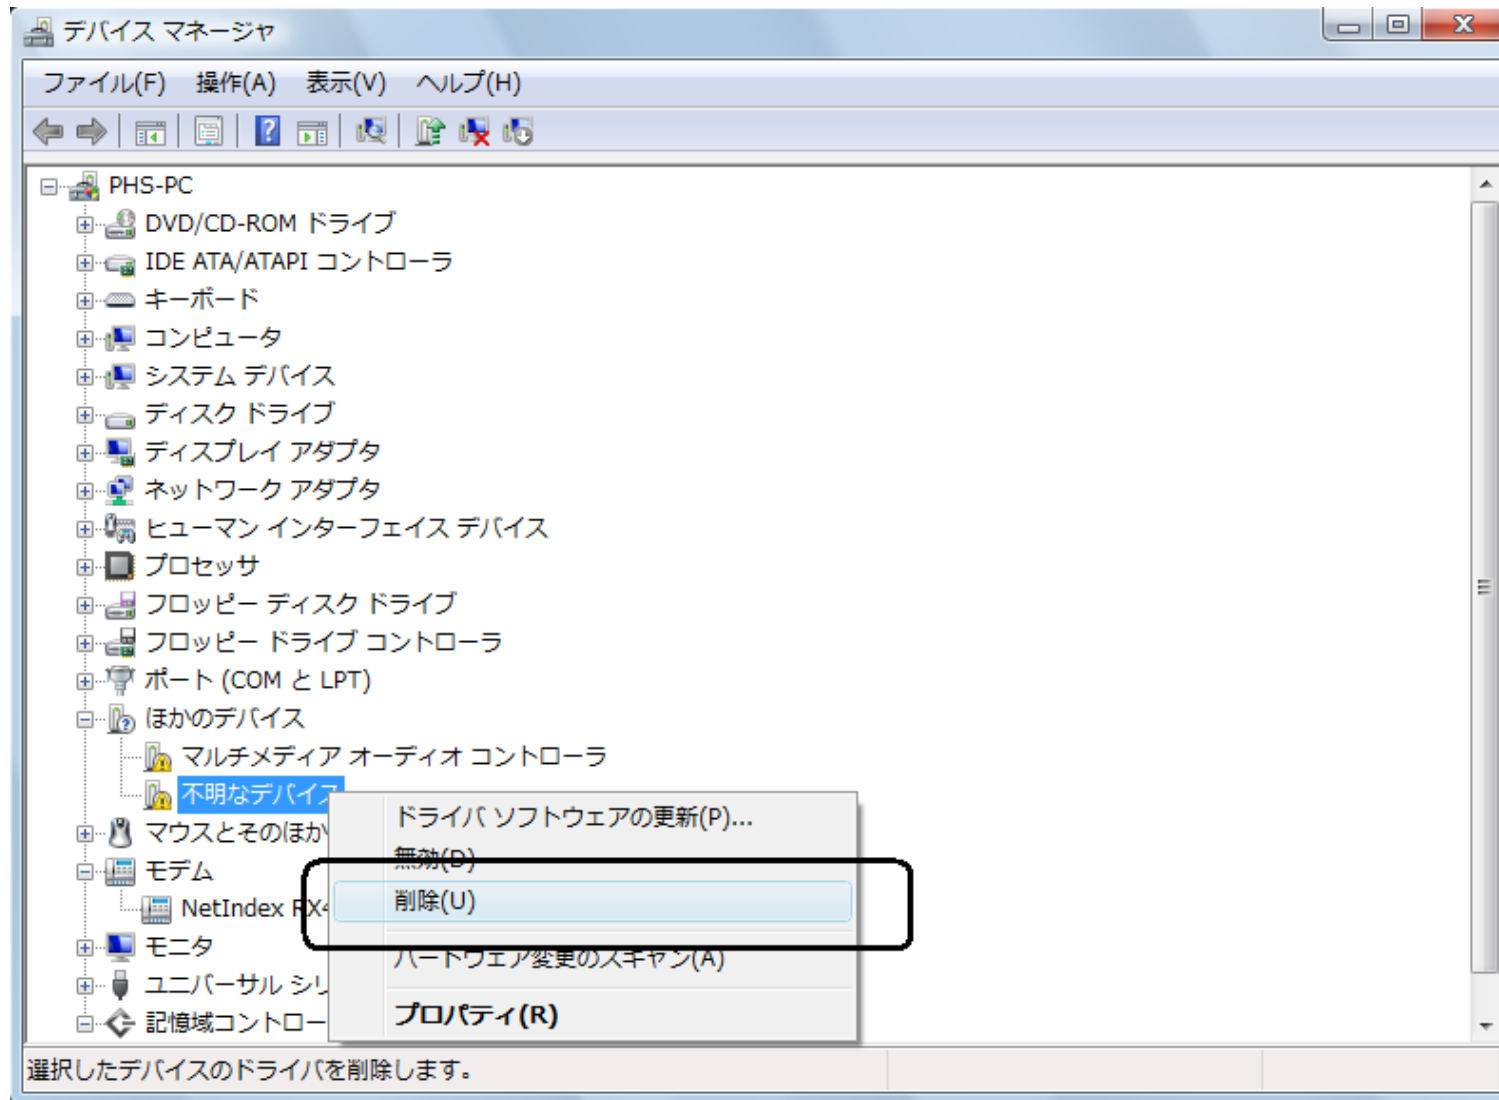 デバイス マネージャ
ファイル(F) 操作(A) 表示(V) ヘルプ(H)
PHS-PC
DVD/CD-ROM ドライブ
IDE ATA/ATAPI コントローラ
キーボード
コンピュータ
システム デバイス
ディスク ドライブ
ディスプレイ アダプタ
ネットワーク アダプタ
ヒューマン インターフェイス デバイス
プロセッサ
フロッピー ディスク ドライブ
フロッピー ドライブ コントローラ
ポート (COM と LPT)
ほかのデバイス
マルチメディア オーディオ コントローラ
不明なデバイス
ドライバ ソフトウェアの更新(P)...
マウスとそのほか
無効(D)
モデム
削除(U)
NetIndex RX4
モニタ
ハードウェア変更のスキャン(A)
ユニバーサル シリ
プロパティ(R)
記憶域コントロー
選択したデバイスのドライバを削除します。